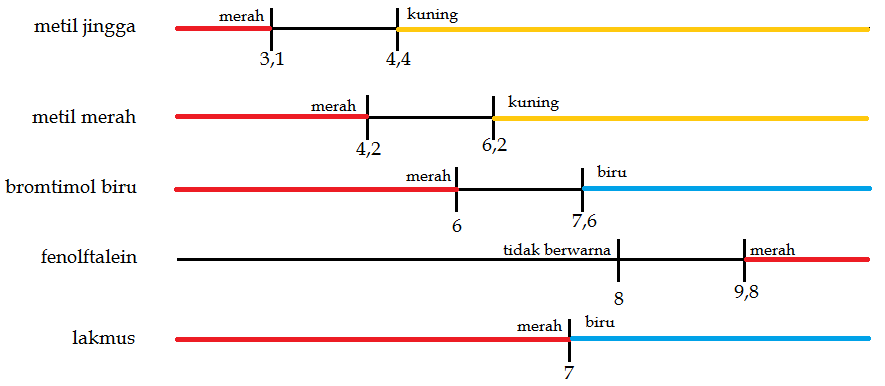 metil jingga merah kuning
3,1 4,4
metil merah merah kuning
4,2 6,2
bromtimol biru merah biru
6 7,6
fenolftalein tidak berwarna merah
8 9,8
lakmus merah biru
7